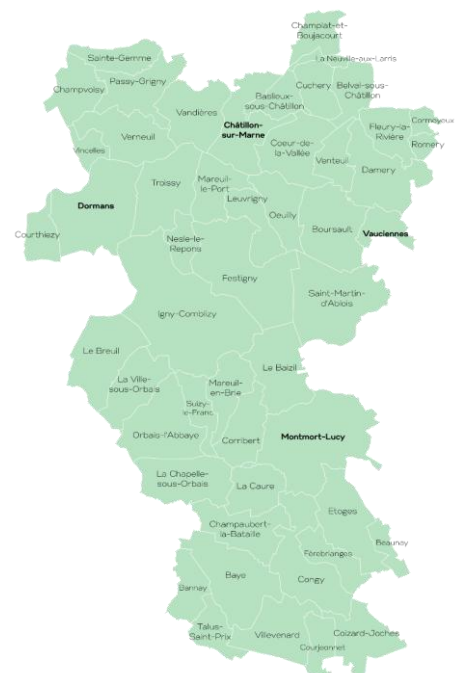 Champlat-et-
Boujacourt
Sainte-Gemme
La Neuville-aux-Larris
Passy-Grigny
Champvoisy
Cuchery
Belval-sous-
Châtillon
Baslieux-
sous-Châtillon
Vandières
Cormoyeux
Châtillon-
sur-Marne
Fleury-la-
Rivière
Verneuil
Romery
Coeur-de-
la-Vallée
Vincelles
Venteuil
Damery
Troissy
Mareuil-
le-Port
Leuvrigny
Dormans
Oeuilly
Boursault
Vauciennes
Courthiezy
Nesle-le-
Repons
Festigny
Saint-Martin-
d'Ablois
Igny-Comblizy
Le Breuil
Le Baizil
La Ville-
sous-Orbais
Mareuil-
en-Brie
Suizy-
le-Franc
Orbais-l'Abbaye
Corribert
Montmort-Lucy
La Chapelle-
sous-Orbais
La Caure
Etoges
Champaubert-
la-Bataille
Beaunay
Férebrianges
Baye
Congy
Bannay
Talus-
Saint-Prix
Villevenard
Coizard-Joches
Courjeonnet